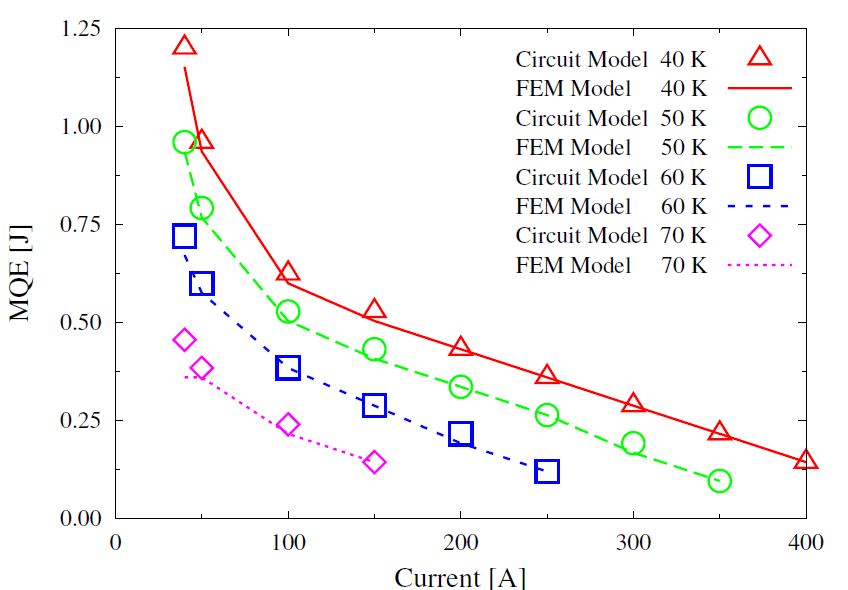 1.25
1.00
0.75
0.50
0.25
0.00
MQE [J]
Circuit Model 40 K
FEM Model 40 K
Circuit Model 50 K
FEM Model 50 K
Circuit Model 60 K
FEM Model 60 K
Circuit Model 70 K
FEM Model 70 K
0 100 200 300 400
Current [A]